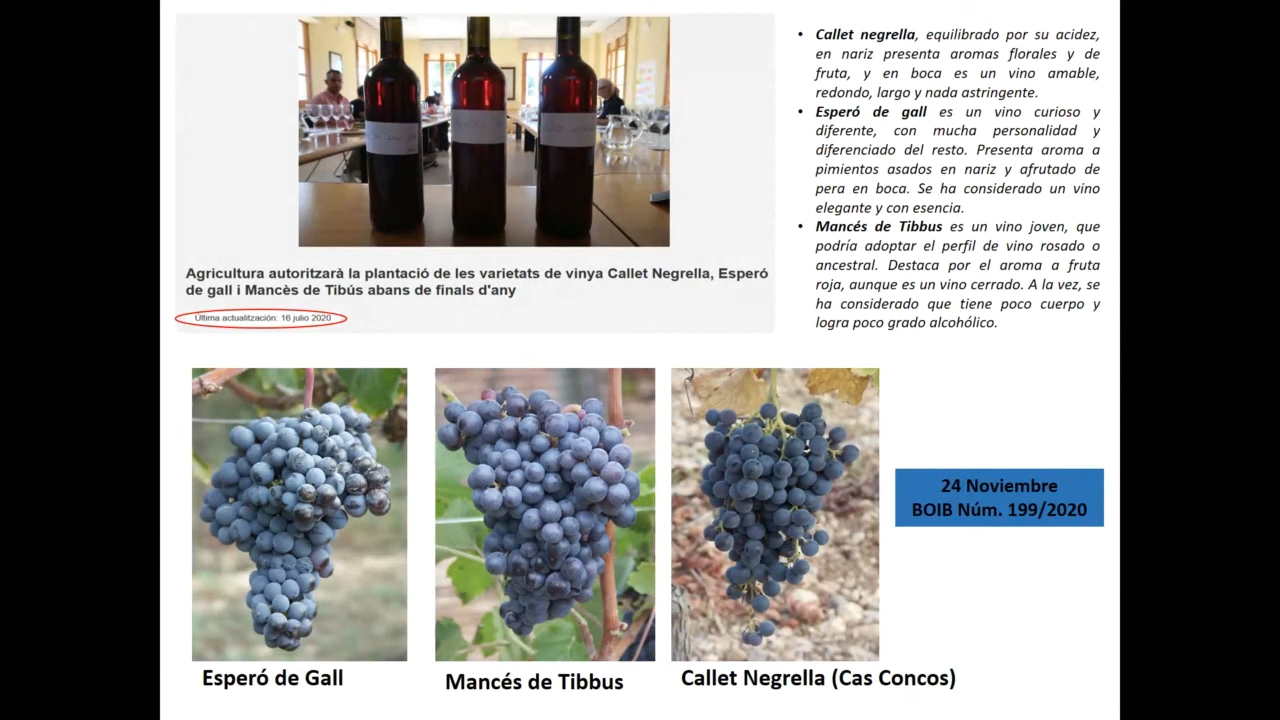 Agricultura autoritzarà la plantació de les varietats de vinya Callet Negrella, Esperó
de gall i Mancès de Tibús abans de finals d'any
Última actualització: 16 julio 2020
• Callet negrella, equilibrado por su acidez,
en nariz presenta aromas florales y de
fruta, y en boca es un vino amable,
redondo, largo y nada astringente.
• Esperó de gall es un vino curioso y
diferente, con mucha personalidad y
diferenciado del resto. Presenta aroma a
pimientos asados en nariz y afrutado de
pera en boca. Se ha considerado un vino
elegante y con esencia.
• Mancés de Tibbus es un vino joven, que
podría adoptar el perfil de vino rosado o
ancestral. Destaca por el aroma a fruta
roja, aunque es un vino cerrado. A la vez, se
ha considerado que tiene poco cuerpo y
logra poco grado alcohólico.
24 Noviembre
BOIB Núm. 199/2020
Esperó de Gall
Mancés de Tibbus
Callet Negrella (Cas Concos)